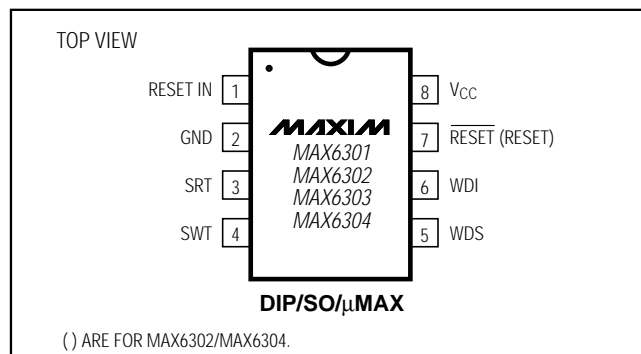 TOP VIEW
RESET IN 1
GND 2
SRT 3
SWT 4
MAXIM
MAX6301
MAX6302
MAX6303
MAX6304
8 VCC
7 RESET (RESET)
6 WDI
5 WDS
DIP/SO/μMAX
( ) ARE FOR MAX6302/MAX6304.